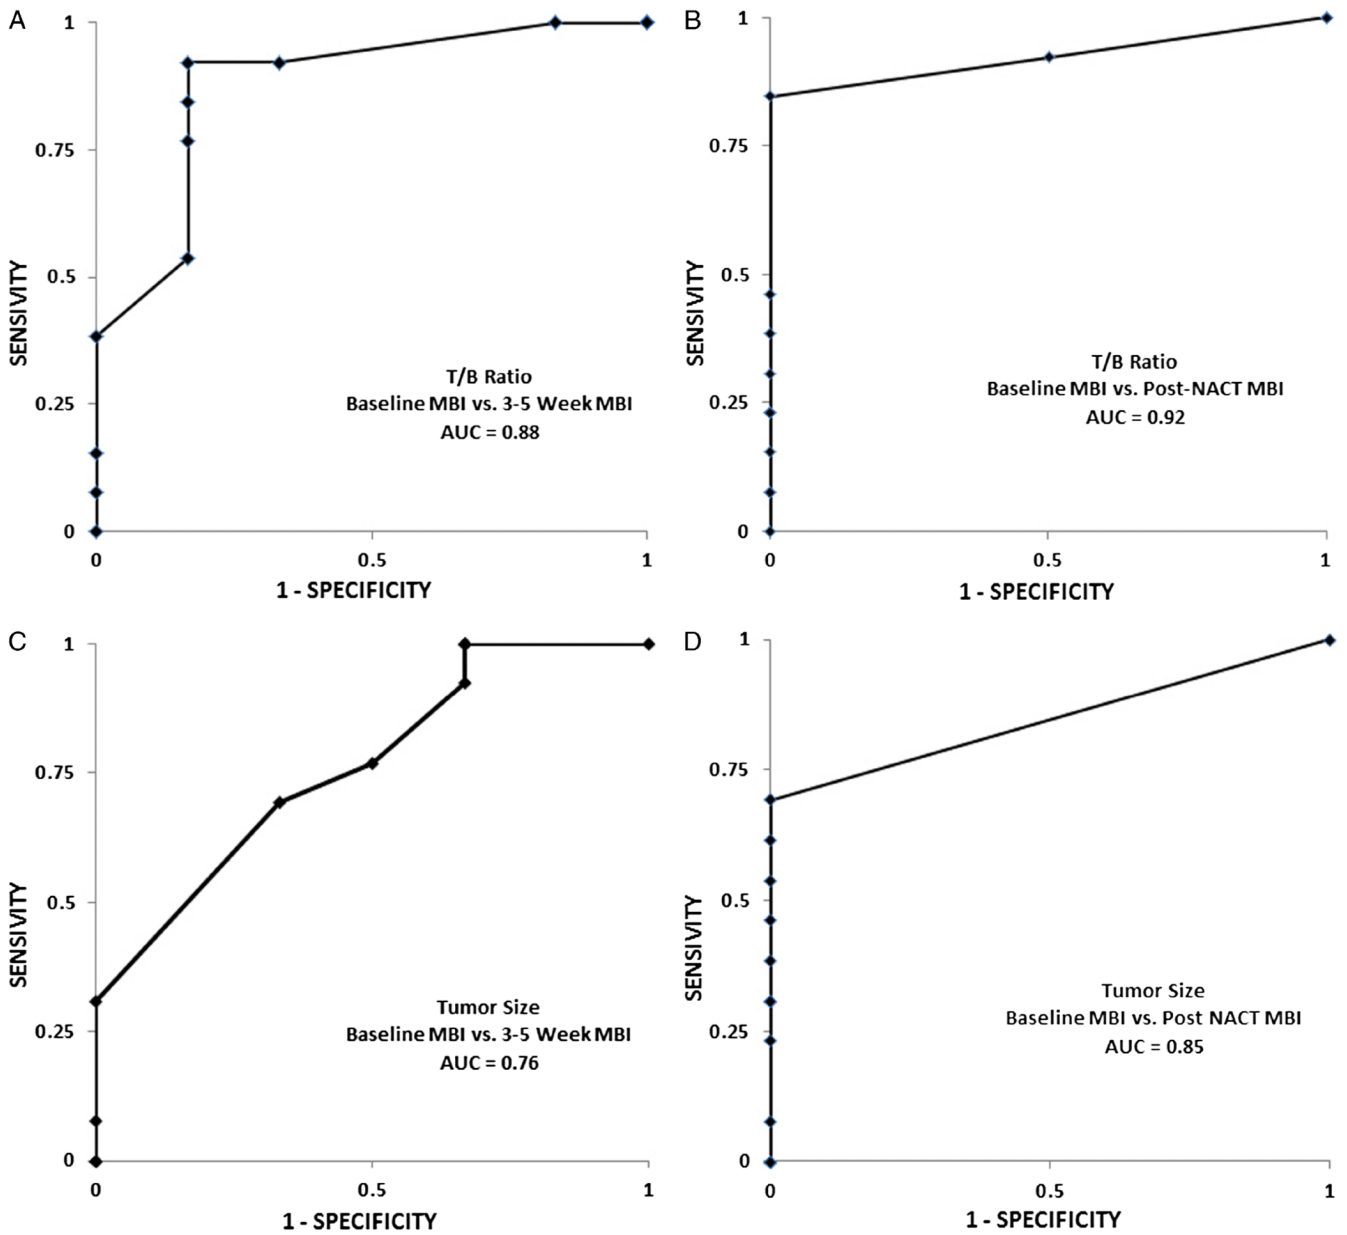 A
1
0.75
0.5
0.25
0
0
0.5
1
SENSIVITY
1 - SPECIFICITY
T/B Ratio
Baseline MBI vs. 3-5 Week MBI
AUC = 0.88
B
1
0.75
0.5
0.25
0
0
0.5
1
SENSIVITY
1 - SPECIFICITY
T/B Ratio
Baseline MBI vs. Post-NACT MBI
AUC = 0.92
C
1
0.75
0.5
0.25
0
0
0.5
1
SENSIVITY
1 - SPECIFICITY
Tumor Size
Baseline MBI vs. 3-5 Week MBI
AUC = 0.76
D
1
0.75
0.5
0.25
0
0
0.5
1
SENSIVITY
1 - SPECIFICITY
Tumor Size
Baseline MBI vs. Post NACT MBI
AUC = 0.85